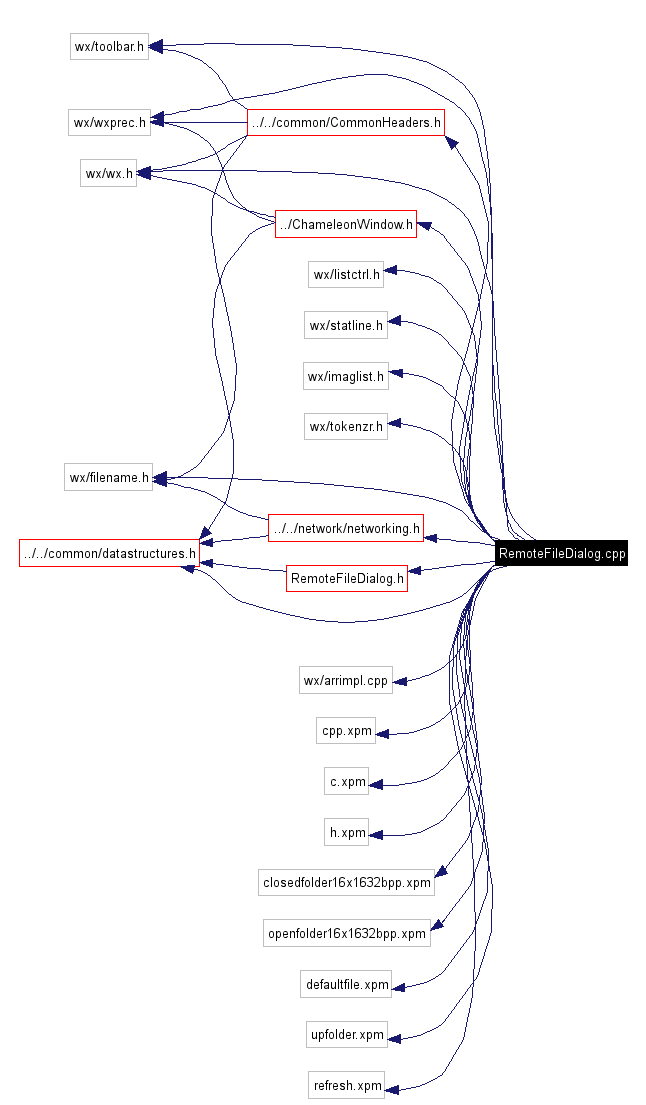 wx/toolbar.h
wx/wxprec.h
../../common/CommonHeaders.h
wx/wx.h
../ChameleonWindow.h
wx/listctrl.h
wx/statline.h
wx/imaglist.h
wx/tokenzr.h
wx/filename.h
../../network/networking.h
../../common/datastructures.h
RemoteFileDialog.cpp
RemoteFileDialog.h
wx/arrimpl.cpp
cpp.xpm
c.xpm
h.xpm
closedfolder16x1632bpp.xpm
openfolder16x1632bpp.xpm
defaultfile.xpm
upfolder.xpm
refresh.xpm